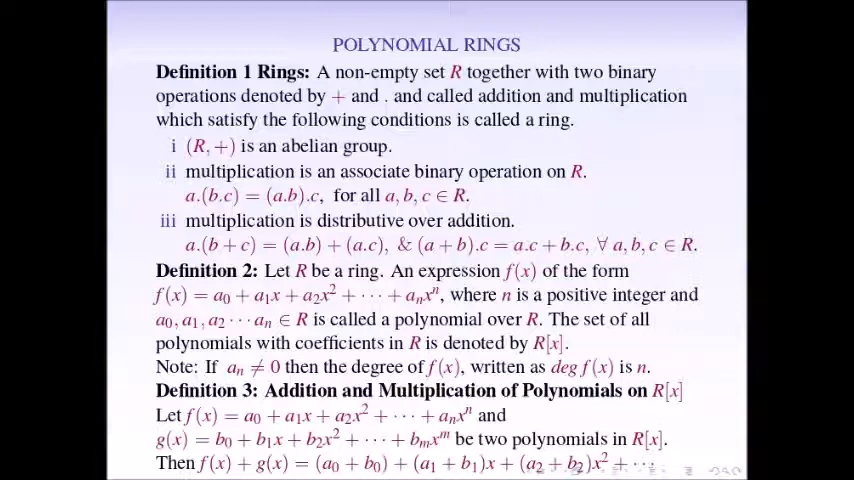 POLYNOMIAL RINGS
Definition 1 Rings: A non-empty set R together with two binary
operations denoted by + and . and called addition and multiplication
which satisfy the following conditions is called a ring.
i (R, +) is an abelian group.
ii multiplication is an associate binary operation on R.
a.(b.c) = (a.b).c, for all a, b, c ∈ R.
iii multiplication is distributive over addition.
a.(b + c) = (a.b) + (a.c), & (a + b).c = a.c + b.c, ∀ a, b, c ∈ R.
Definition 2: Let R be a ring. An expression f(x) of the form
f(x) = a₀ + a₁x + a₂x² + ⋯ + aₙxⁿ, where n is a positive integer and
a₀, a₁, a₂ ⋯ aₙ ∈ R is called a polynomial over R. The set of all
polynomials with coefficients in R is denoted by R[x].
Note: If aₙ ≠ 0 then the degree of f(x), written as deg f(x) is n.
Definition 3: Addition and Multiplication of Polynomials on R[x]
Let f(x) = a₀ + a₁x + a₂x² + ⋯ + aₙxⁿ and
g(x) = b₀ + b₁x + b₂x² + ⋯ + bₘxᵐ be two polynomials in R[x].
Then f(x) + g(x) = (a₀ + b₀) + (a₁ + b₁)x + (a₂ + b₂)x² + ⋯